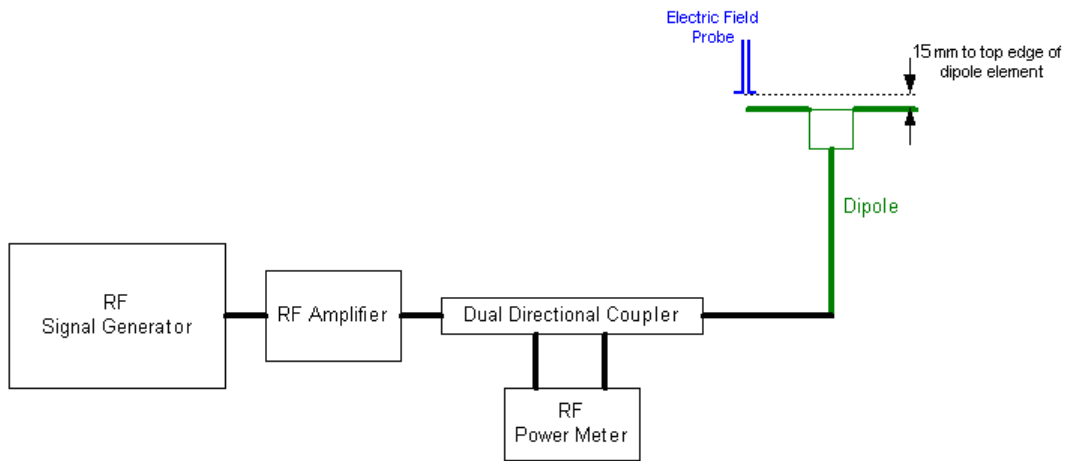 Electric Field
Probe
15 mm to top edge of
dipole element
Dipole
RF
Signal Generator
RF Amplifier
Dual Directional Coupler
RF
Power Meter